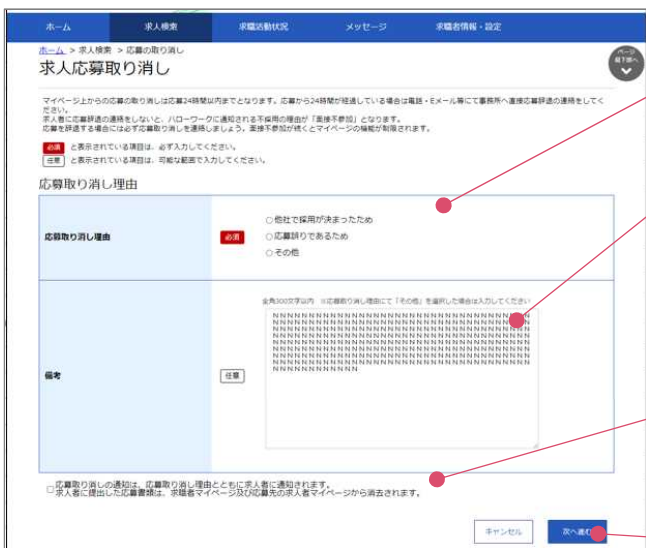 ホーム 求人検索 求職活動状況 メッセージ 求職者情報・設定
ホーム > 求人検索 > 応募の取り消し
求人応募取り消し
ページ
最下部へ
マイページ上からの応募の取り消しは応募24時間以内までとなります。応募から24時間が経過している場合は電話・Eメール等にて事業所へ直接応募辞退の連絡をしてく
ださい。
求人者に応募辞退の連絡をしないと、ハローワークに通知される不採用の理由が「面接不参加」となります。
応募を辞退する場合には必ず応募取り消しを連絡しましょう。面接不参加が続くとマイページの機能が制限されます。
必須 と表示されている項目は、必ず入力してください。
任意 と表示されている項目は、可能な範囲で入力してください。
応募取り消し理由
応募取り消し理由 必須
○他社で採用が決まったため
○応募誤りであるため
○その他
全角300文字以内 ※応募取り消し理由にて「その他」を選択した場合は入力してください
備考 任意
□応募取り消しの通知は、応募取り消し理由とともに求人者に通知されます。
求人者に提出した応募書類は、求職者マイページ及び応募先の求人者マイページから消去されます。
キャンセル 次へ進む